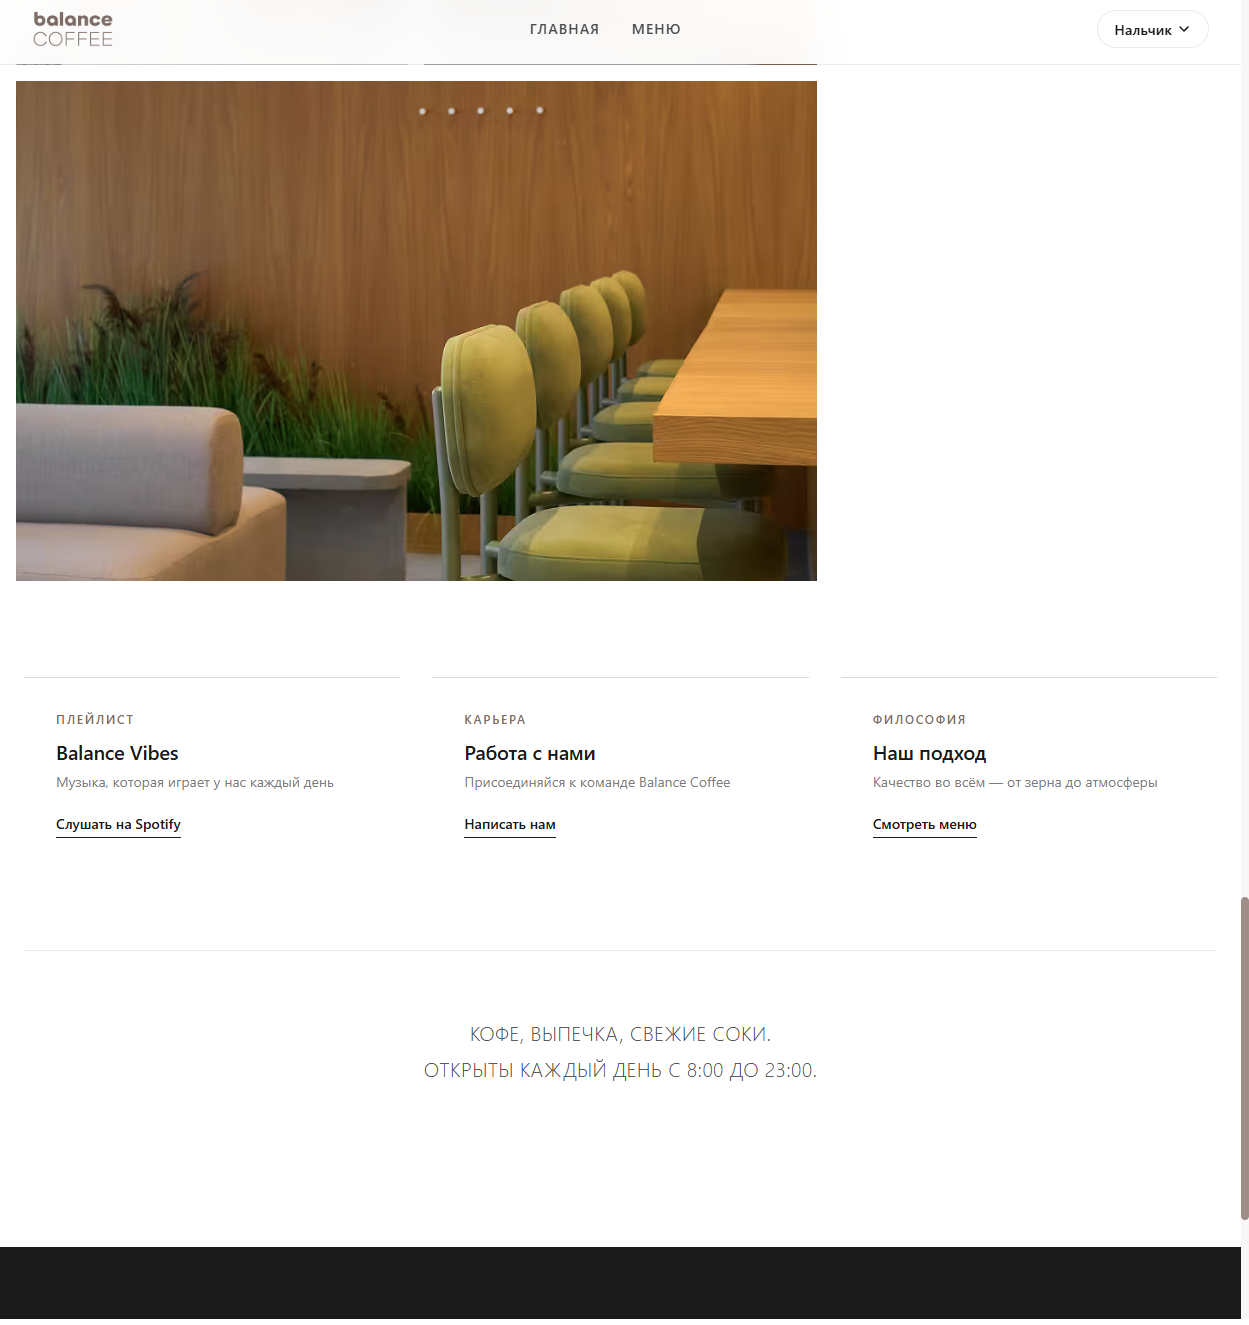 balance
COFFEE
ГЛАВНАЯ МЕНЮ
Нальчик
ПЛЕЙЛИСТ
Balance Vibes
Музыка, которая играет у нас каждый день
Слушать на Spotify
КАРЬЕРА
Работа с нами
Присоединяйся к команде Balance Coffee
Написать нам
ФИЛОСОФИЯ
Наш подход
Качество во всём — от зерна до атмосферы
Смотреть меню
КОФЕ, ВЫПЕЧКА, СВЕЖИЕ СОКИ.
ОТКРЫТЫ КАЖДЫЙ ДЕНЬ С 8:00 ДО 23:00.